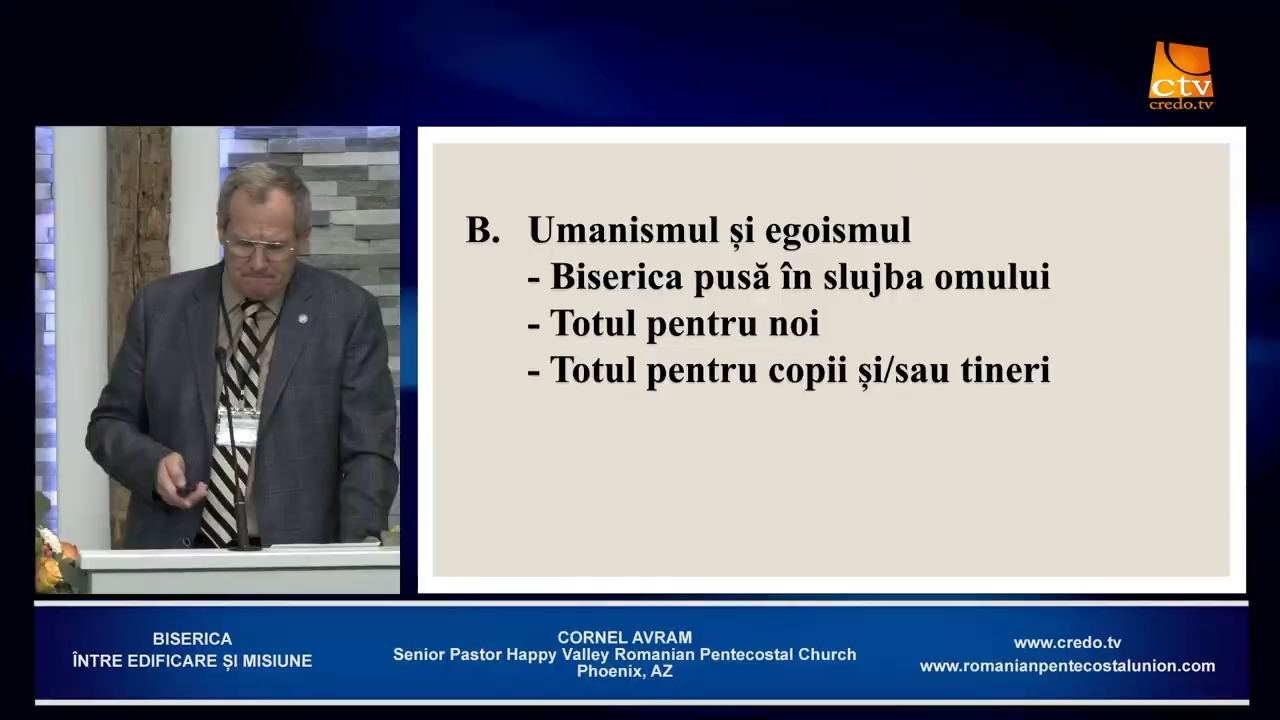 ctv
credo.tv
B. Umanismul și egoismul
- Biserica pusă în slujba omului
- Totul pentru noi
- Totul pentru copii și/sau tineri
BISERICA
ÎNTRE EDIFICARE ȘI MISIUNE
CORNEL AVRAM
Senior Pastor Happy Valley Romanian Pentecostal Church
Phoenix, AZ
www.credo.tv
www.romanianpentecostalunion.com